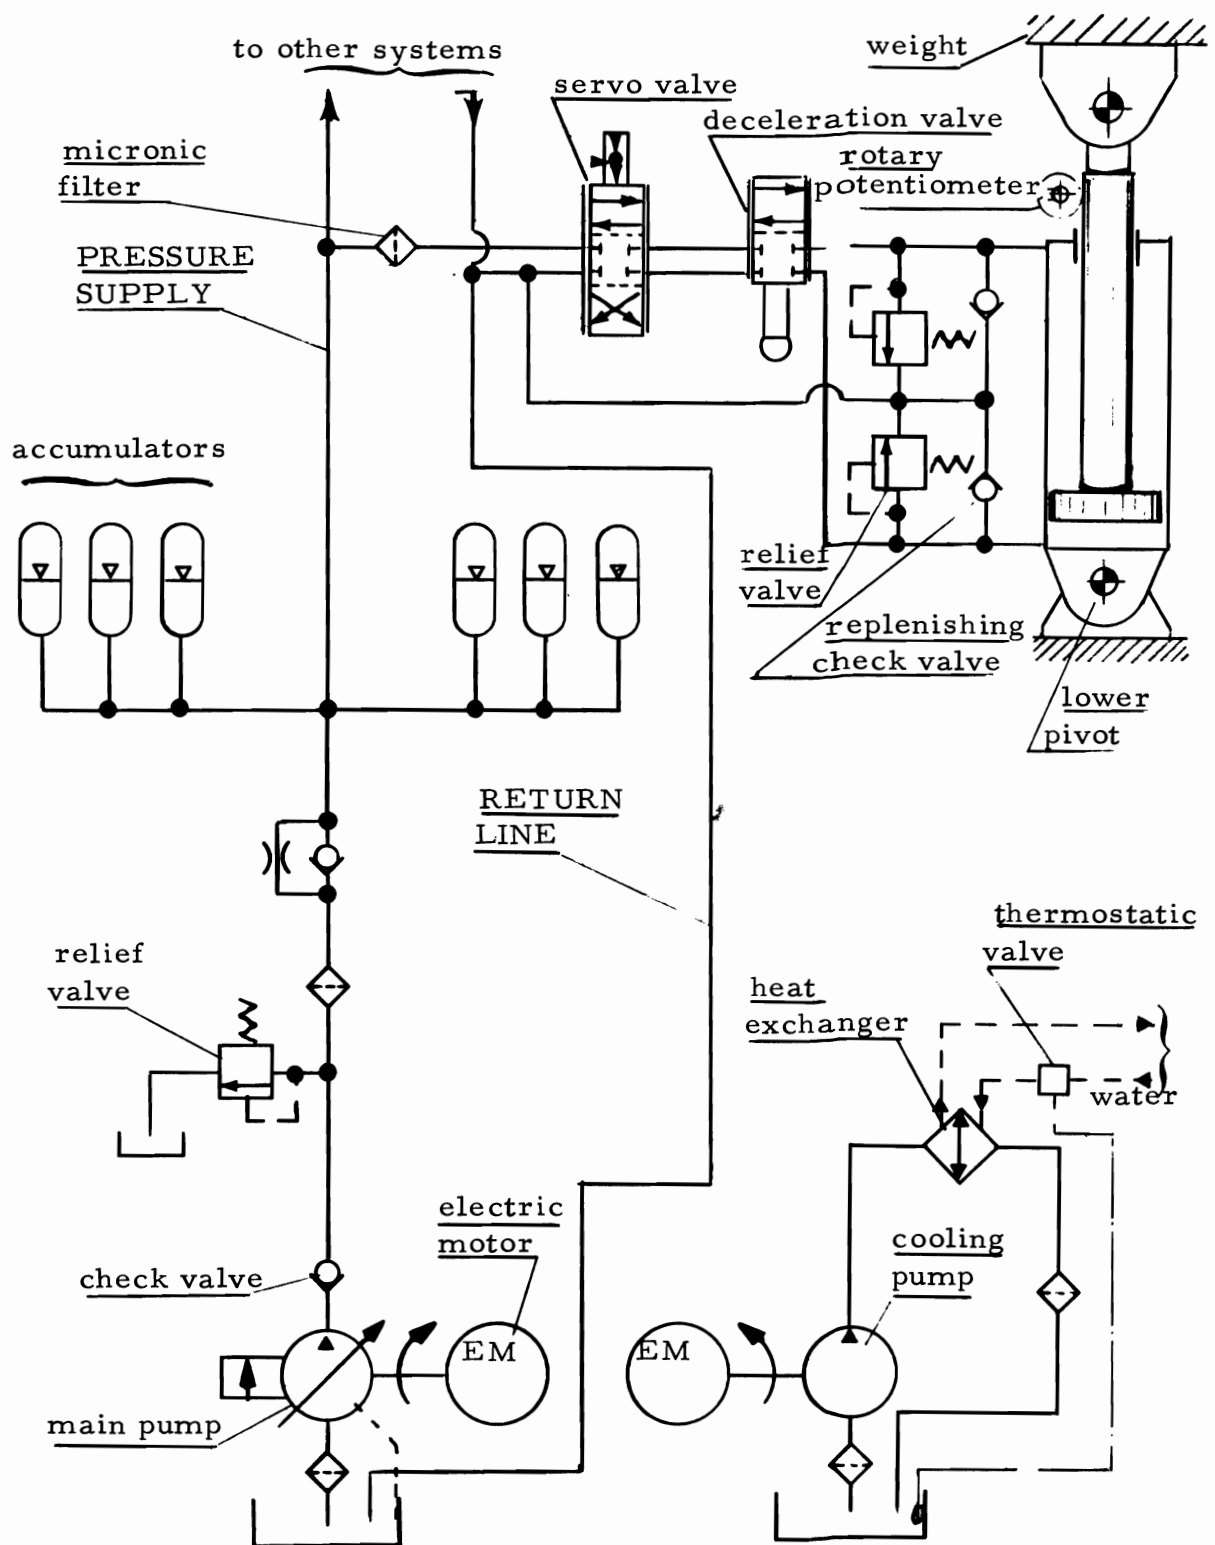 to other systems
weight
servo valve
deceleration valve
micronic
filter
rotary
potentiometer
PRESSURE
SUPPLY
accumulators
relief
valve
replenishing
check valve
lower
pivot
RETURN
LINE
thermostatic
valve
relief
valve
heat
exchanger
water
electric
motor
cooling
pump
check valve
EM
EM
main pump